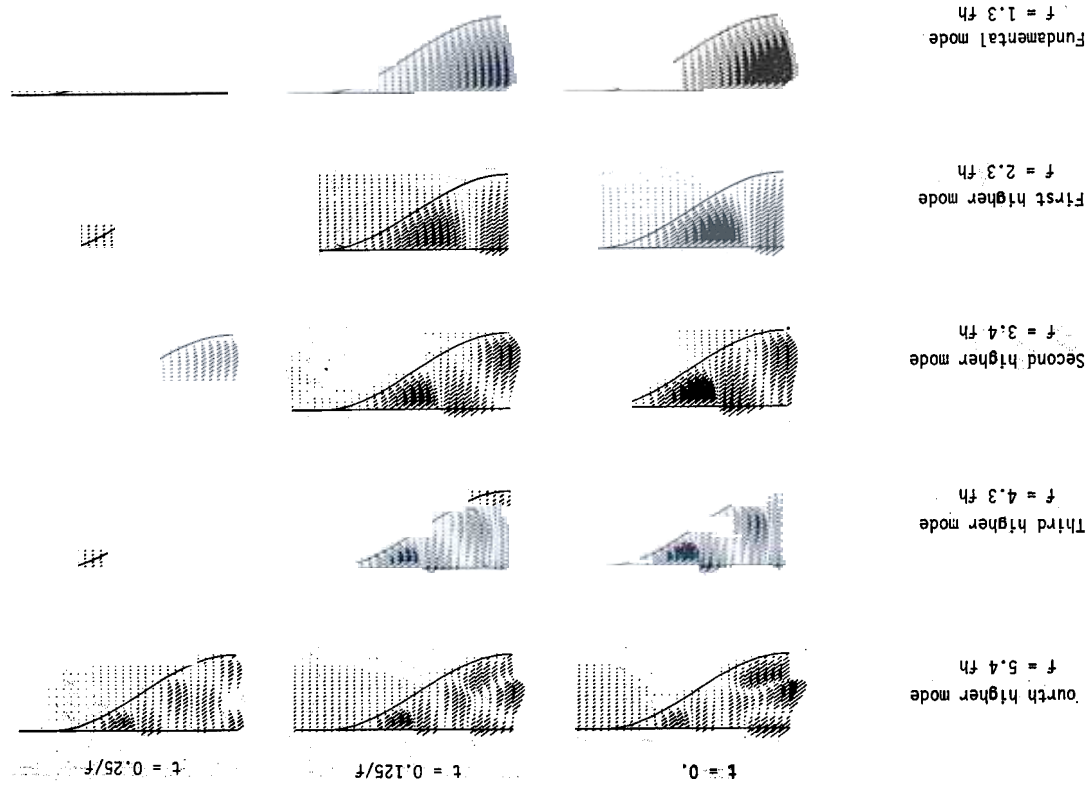 t = 0.
t = 0.125/f
t = 0.25/f
ourth higher mode
f = 5.4 fh
Third higher mode
f = 4.3 fh
Second higher mode
f = 3.4 fh
First higher mode
f = 2.3 fh
Fundamental mode
f = 1.3 fh